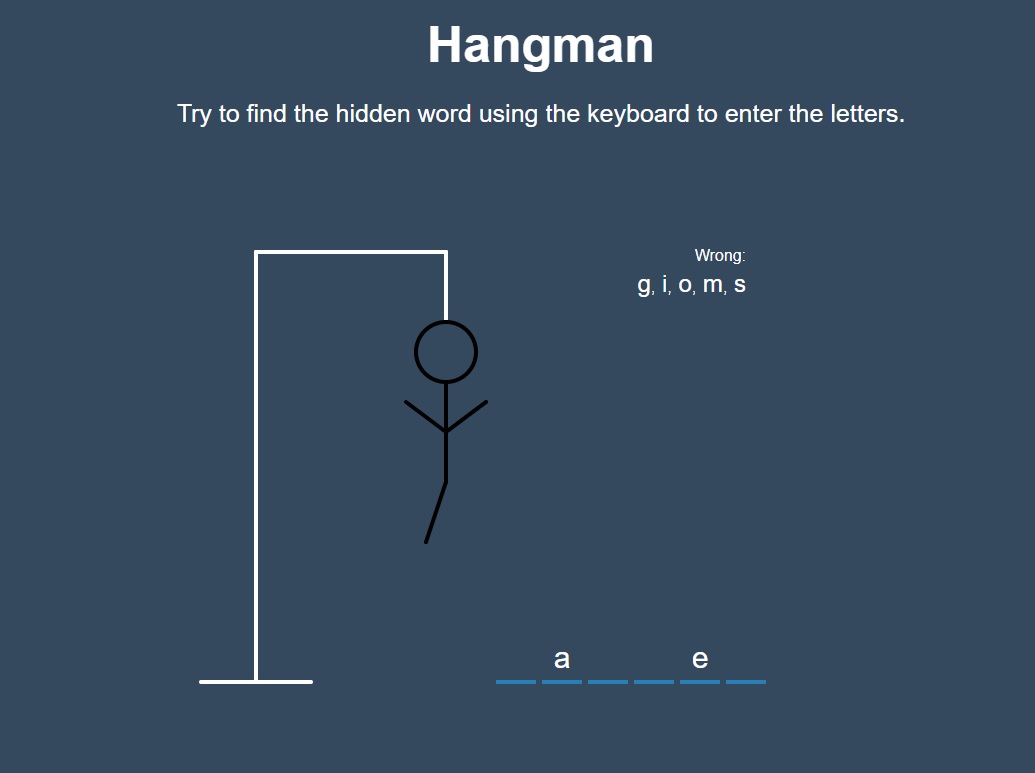 Hangman
Try to find the hidden word using the keyboard to enter the letters.
Wrong:
g, i, o, m, s
a e